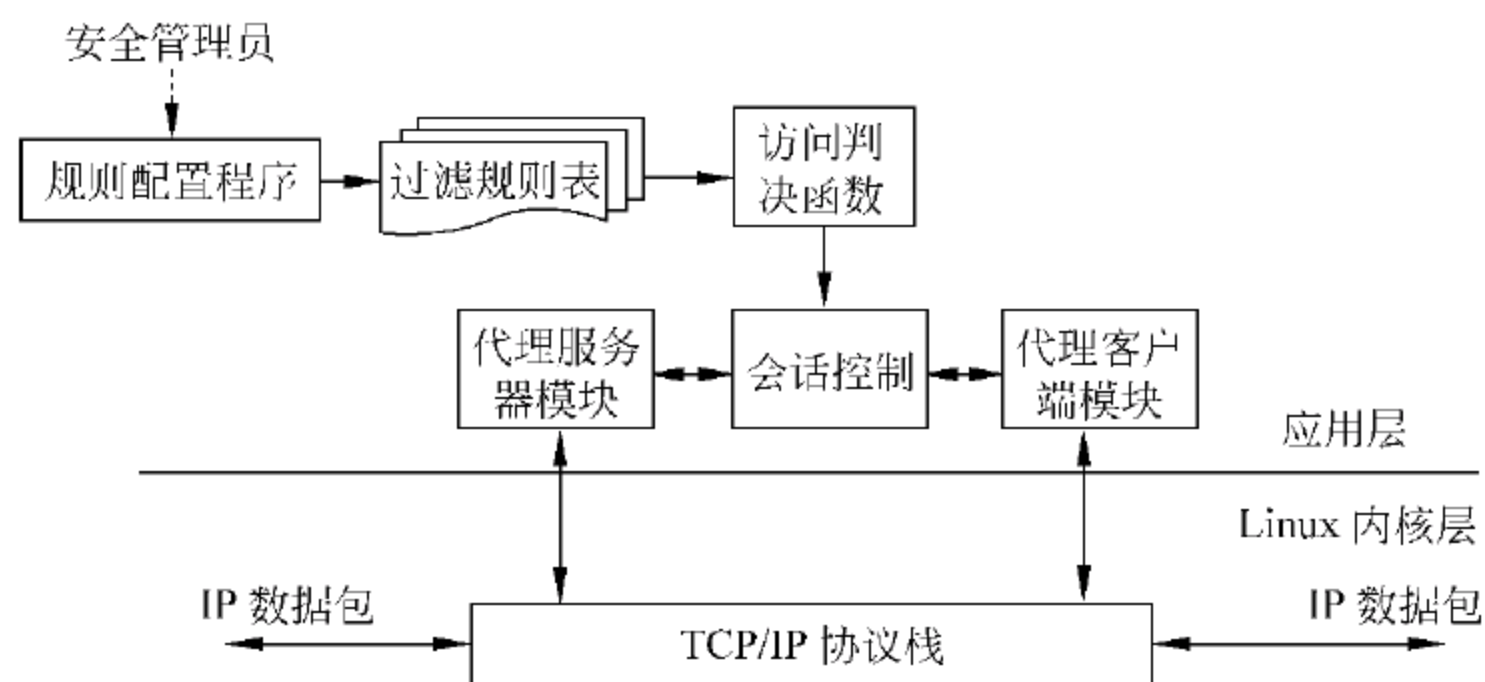 安全管理员
规则配置程序
过滤规则表
访问判
决函数
代理服务
器模块
会话控制
代理客户
端模块
应用层
Linux 内核层
IP 数据包
IP 数据包
TCP/IP 协议栈